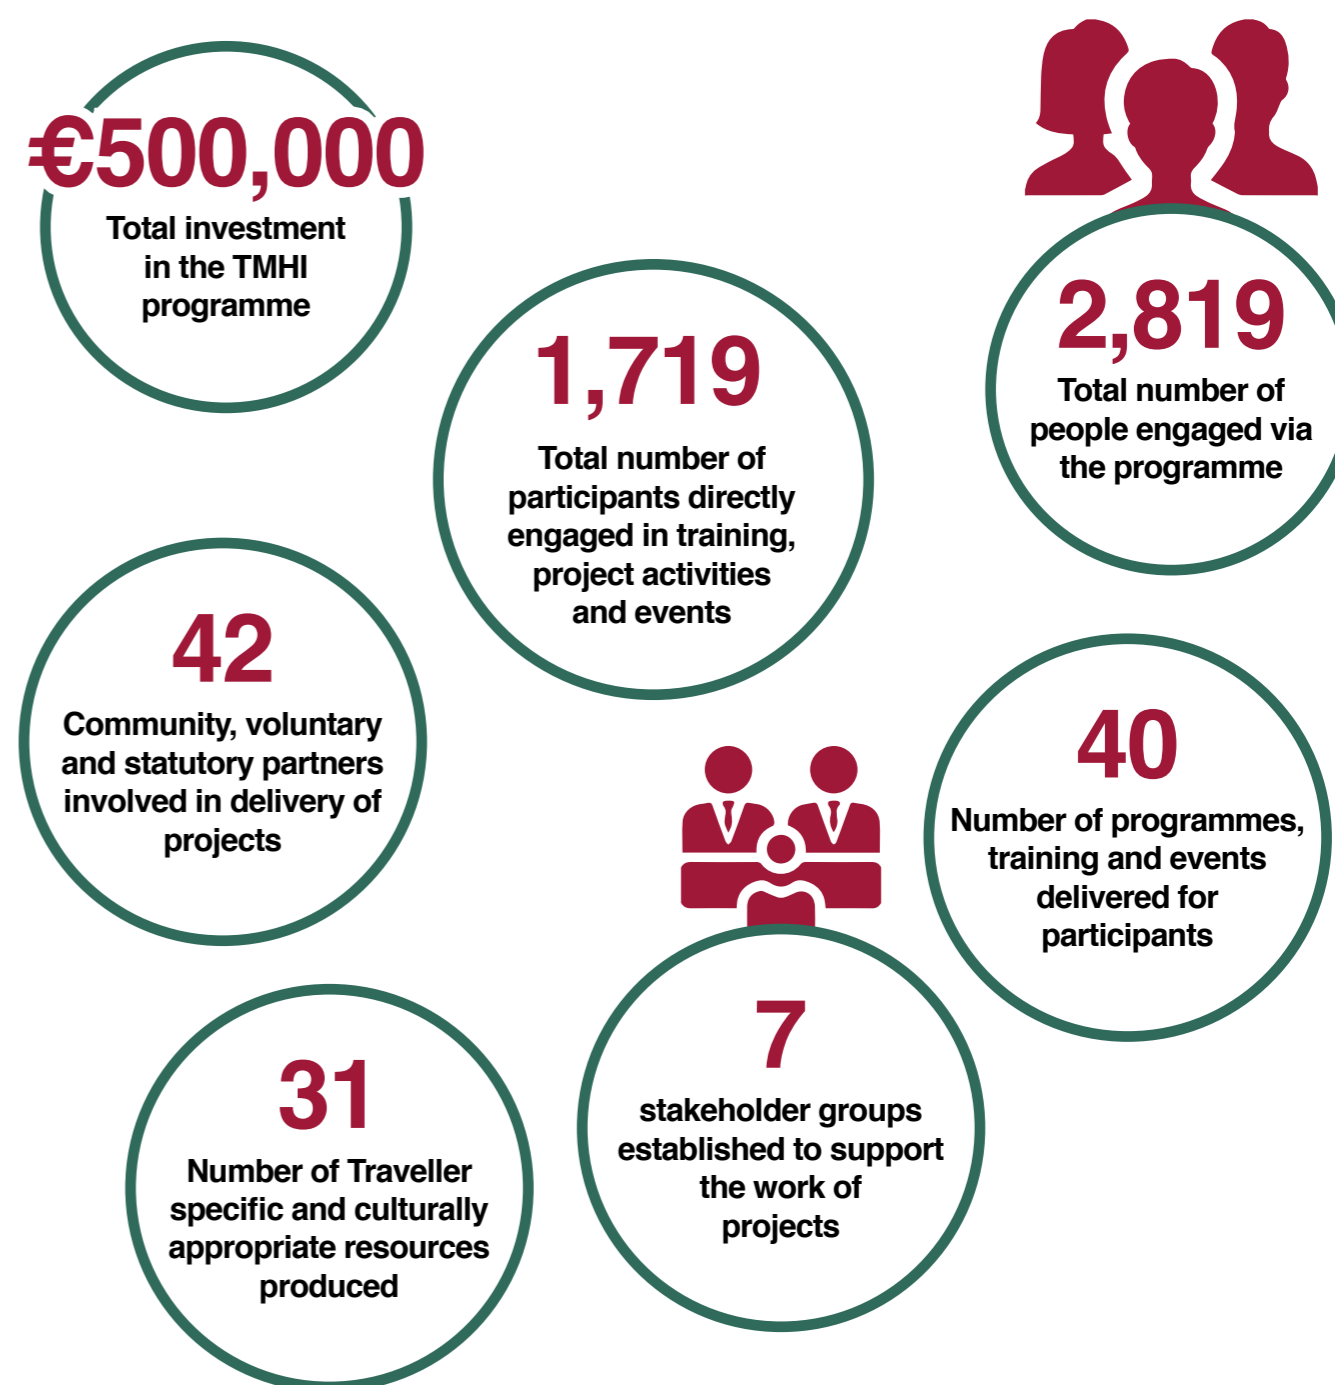 €500,000
Total investment
in the TMHI
programme
2,819
Total number of
people engaged via
the programme
1,719
Total number of
participants directly
engaged in training,
project activities
and events
42
Community, voluntary
and statutory partners
involved in delivery of
projects
40
Number of programmes,
training and events
delivered for
participants
7
stakeholder groups
established to support
the work of
projects
31
Number of Traveller
specific and culturally
appropriate resources
produced